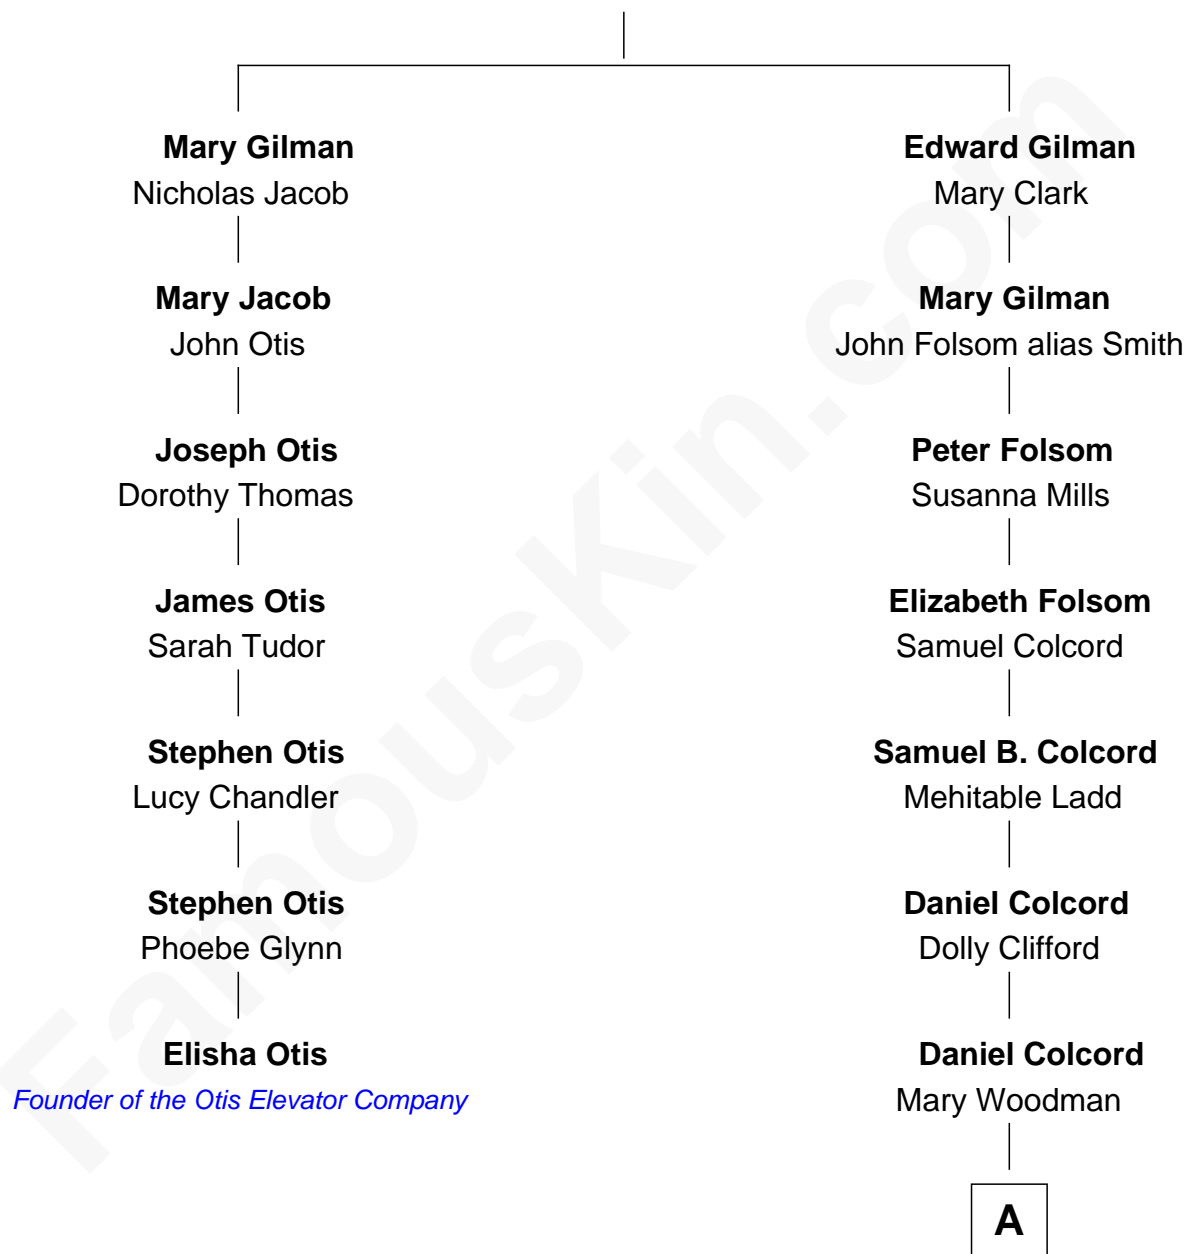 Mary Gilman
Nicholas Jacob
Mary Jacob
John Otis
Joseph Otis
Dorothy Thomas
James Otis
Sarah Tudor
Stephen Otis
Lucy Chandler
Stephen Otis
Phoebe Glynn
Elisha Otis
Founder of the Otis Elevator Company
Edward Gilman
Mary Clark
Mary Gilman
John Folsom alias Smith
Peter Folsom
Susanna Mills
Elizabeth Folsom
Samuel Colcord
Samuel B. Colcord
Mehitable Ladd
Daniel Colcord
Dolly Clifford
Daniel Colcord
Mary Woodman
A
FamousKin.com